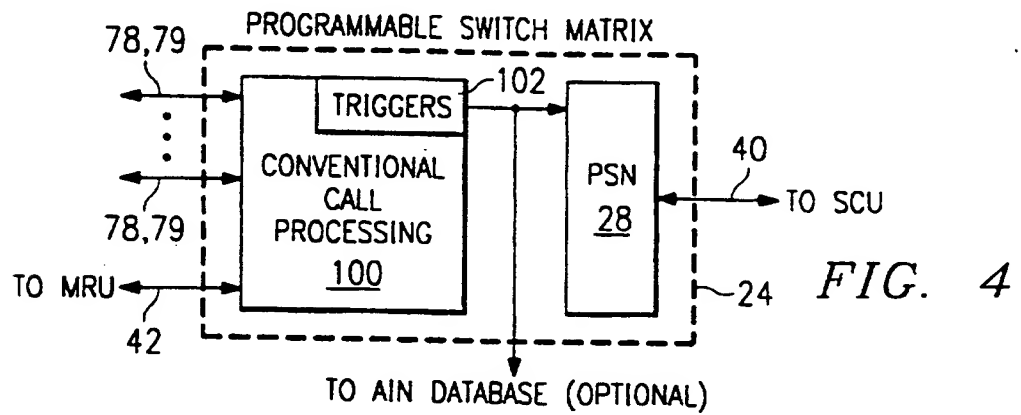 PROGRAMMABLE SWITCH MATRIX
78,79
102
TRIGGERS
CONVENTIONAL
CALL
PROCESSING
100
PSN
28
40
TO SCU
78,79
TO MRU
42
24
FIG. 4
TO AIN DATABASE (OPTIONAL)